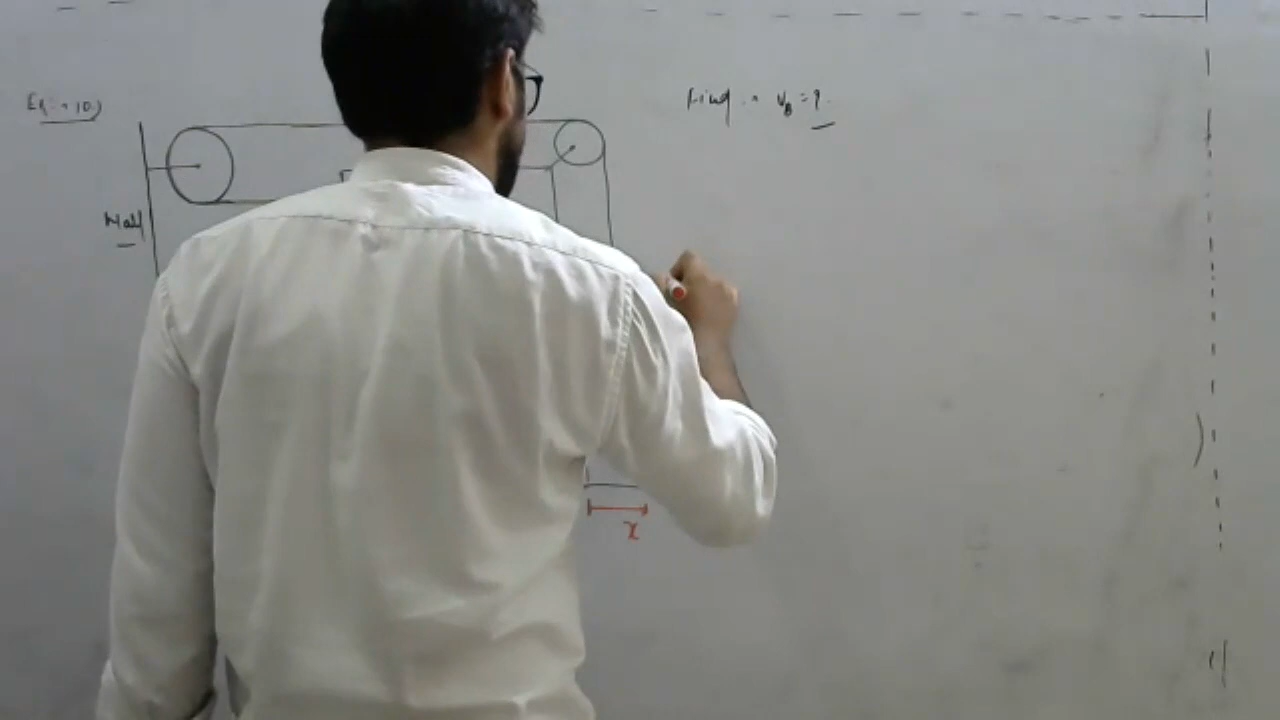 Ex:-10)
Find :- v_B = ?
Wall
x